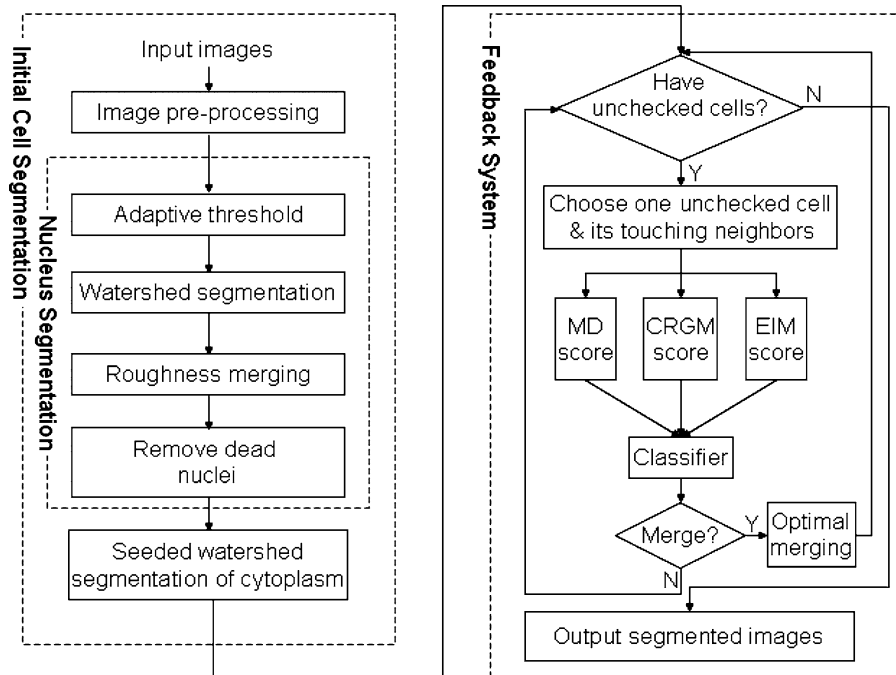 Initial Cell Segmentation
Input images
Image pre-processing
Nucleus Segmentation
Adaptive threshold
Watershed segmentation
Roughness merging
Remove dead
nuclei
Seeded watershed
segmentation of cytoplasm
Feedback System
Have
unchecked cells?
N
Y
Choose one unchecked cell
& its touching neighbors
MD
score
CRGM
score
EIM
score
Classifier
Merge?
Y
Optimal
merging
N
Output segmented images